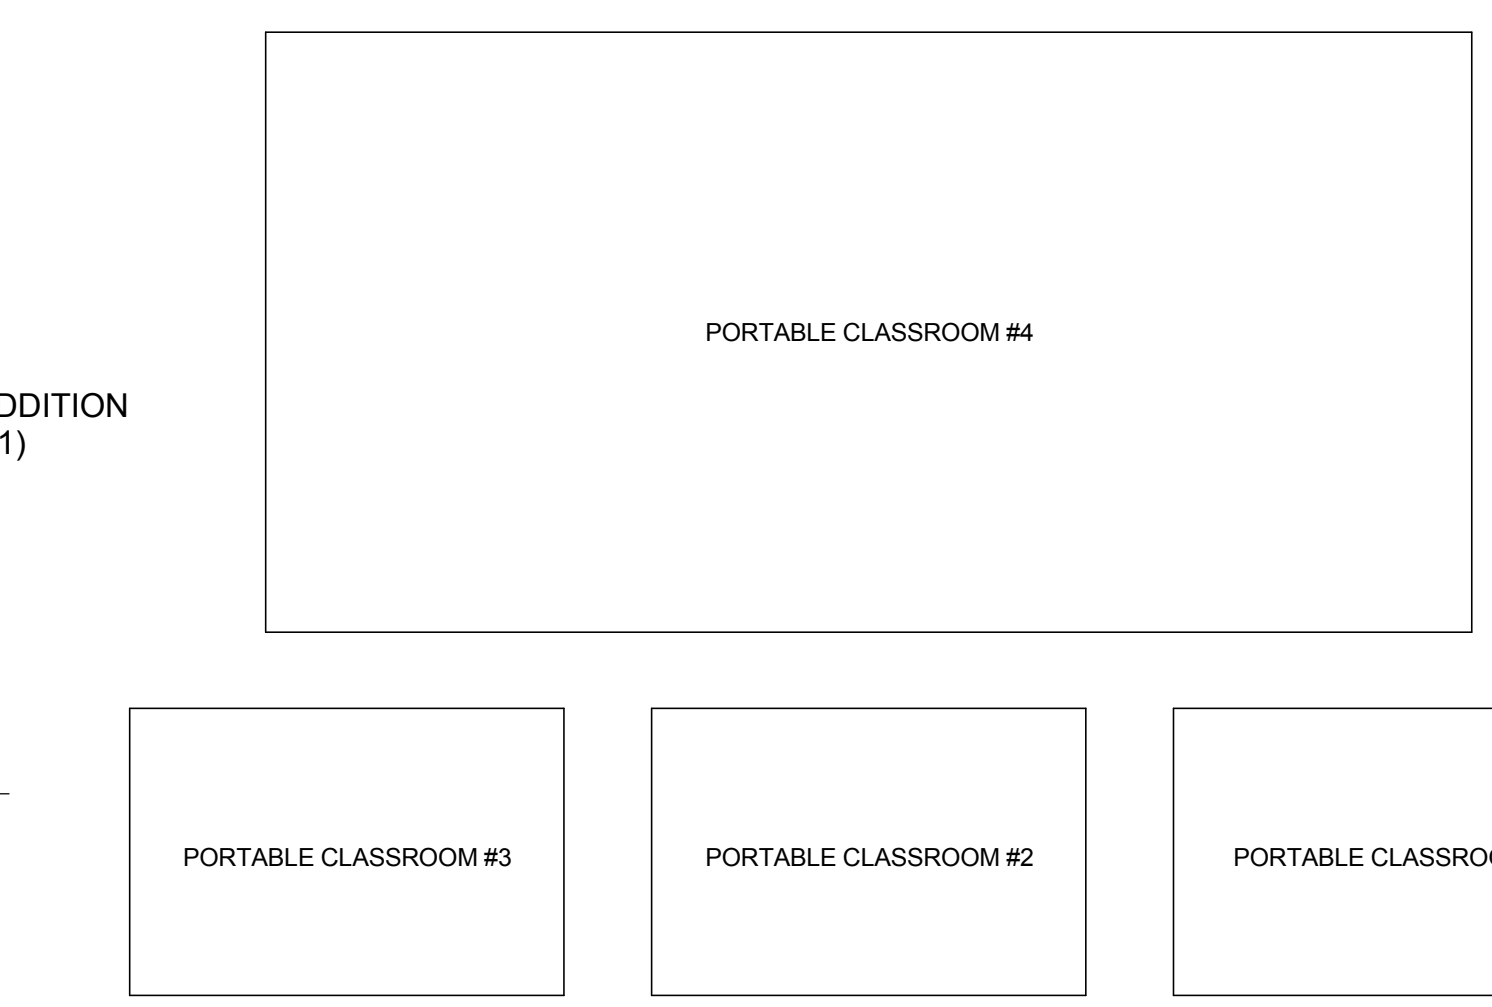 PORTABLE CLASSROOM #4
DDITION
1)
PORTABLE CLASSROOM #3
PORTABLE CLASSROOM #2
PORTABLE CLASSRO